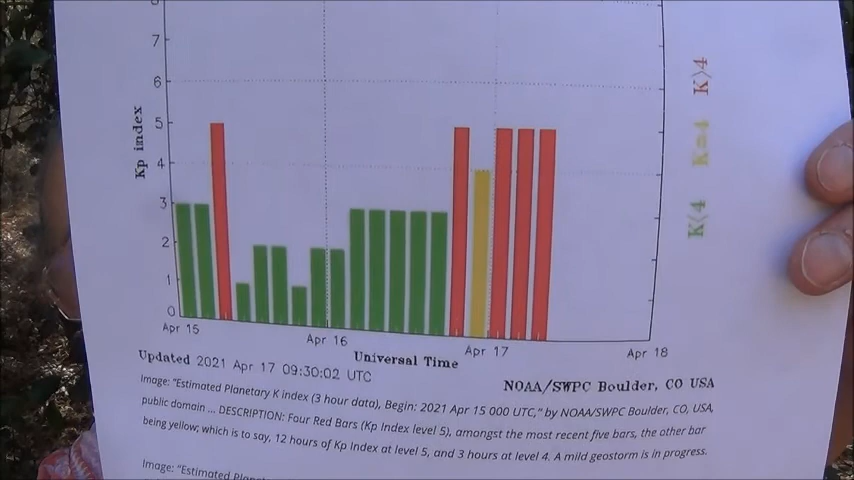 8
7
6
5
4
3
2
1
0
Kp index
K>4
K=4
K<4
Apr 15
Apr 16
Apr 17
Apr 18
Universal Time
Updated 2021 Apr 17 09:30:02 UTC
NOAA/SWPC Boulder, CO USA
Image: "Estimated Planetary K index (3 hour data), Begin: 2021 Apr 15 000 UTC," by NOAA/SWPC Boulder, CO, USA,
public domain ... DESCRIPTION: Four Red Bars (Kp Index level 5), amongst the most recent five bars, the other bar
being yellow; which is to say, 12 hours of Kp Index at level 5, and 3 hours at level 4. A mild geostorm is in progress.
Image: "Estimated